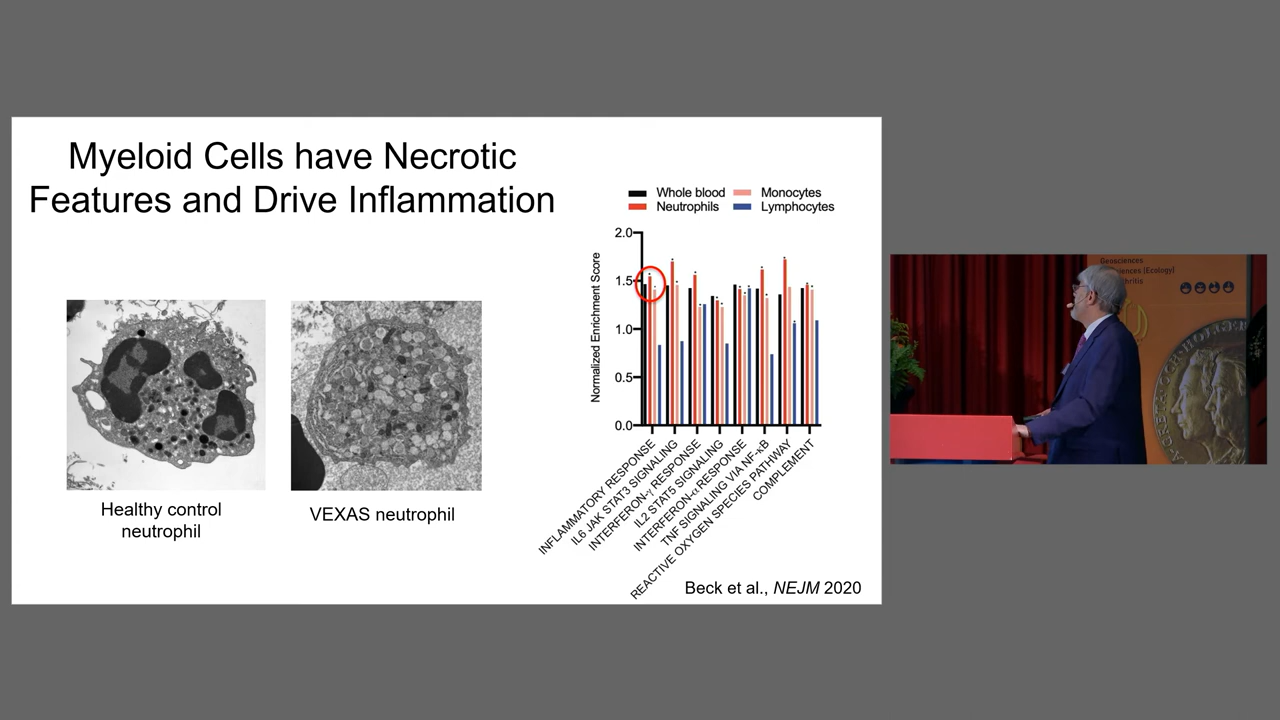 Myeloid Cells have Necrotic
Features and Drive Inflammation
Healthy control
neutrophil
VEXAS neutrophil
Whole blood
Neutrophils
Monocytes
Lymphocytes
Normalized Enrichment Score
2.0
1.5
1.0
0.5
0.0
INFLAMMATORY RESPONSE
IL6 JAK STAT3 SIGNALING
INTERFERON-γ RESPONSE
IL2 STAT5 SIGNALING
INTERFERON-α RESPONSE
TNF SIGNALING VIA NF-κB
REACTIVE OXYGEN SPECIES PATHWAY
COMPLEMENT
Beck et al., NEJM 2020
Geosciences
(Ecology)